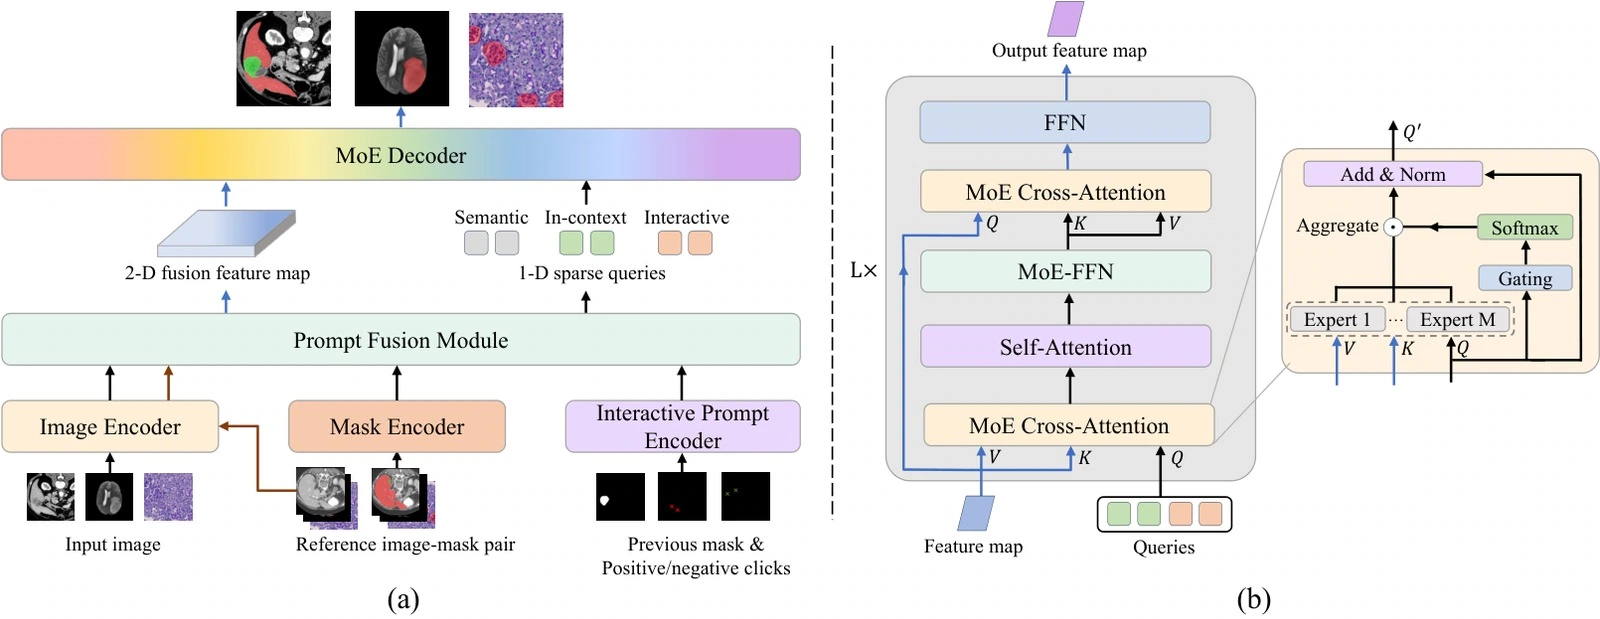 MoE Decoder
Semantic
In-context
Interactive
2-D fusion feature map
1-D sparse queries
Prompt Fusion Module
Image Encoder
Mask Encoder
Interactive Prompt
Encoder
Input image
Reference image-mask pair
Previous mask &
Positive/negative clicks
(a)
Output feature map
FFN
MoE Cross-Attention
Q
K
V
L×
MoE-FFN
Self-Attention
MoE Cross-Attention
V
K
Q
Feature map
Queries
Q'
Add & Norm
Aggregate
Softmax
Gating
Expert 1
...
Expert M
V
K
Q
(b)